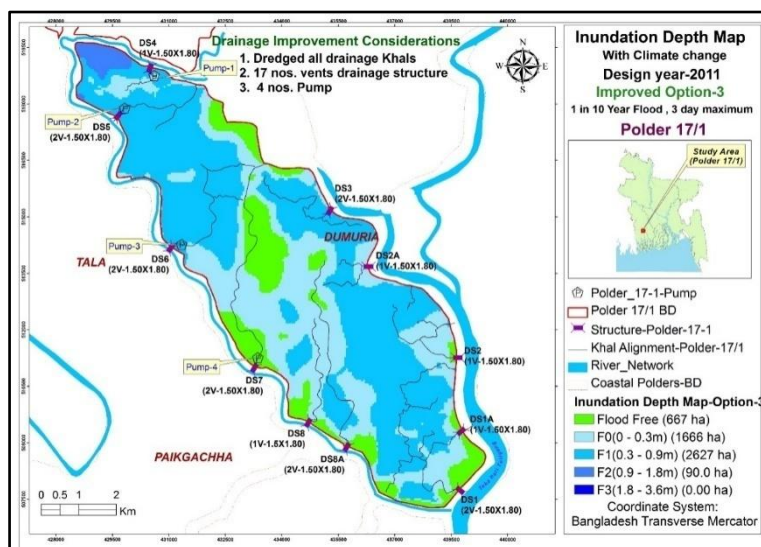 Drainage Improvement Considerations
1. Dredged all drainage Khals
2. 17 nos. vents drainage structure
3. 4 nos. Pump
DS4
(1V-1.50X1.80)
Pump-1
Pump-2
DS5
(2V-1.50X1.80)
DS3
(2V-1.50X1.80)
DUMURIA
DS2A
(1V-1.50X1.80)
Pump-3
TALA
DS6
(2V-1.50X1.80)
DS2
(1V-1.50X1.80)
Pump-4
DS7
(2V-1.50X1.80)
DS1A
(1V-1.50X1.80)
DS8
(1V-1.5X1.80)
PAIKGACHHA
DS8A
(2V-1.50X1.80)
DS1
(2V-1.50X1.80)
0 0.5 1 2
Km
N
W E
S
Inundation Depth Map
With Climate change
Design year-2011
Improved Option-3
1 in 10 Year Flood , 3 day maximum
Polder 17/1
Study Area
(Polder 17/1)
Polder_17-1-Pump
Polder 17/1 BD
Structure-Polder-17-1
Khal Alignment-Polder-17/1
River_Network
Coastal Polders-BD
Inundation Depth Map-Option-3
Flood Free (667 ha)
F0(0 - 0.3m) (1666 ha)
F1(0.3 - 0.9m) (2627 ha)
F2(0.9 - 1.8m) (90.0 ha)
F3(1.8 - 3.6m) (0.00 ha)
Coordinate System:
Bangladesh Transverse Mercator